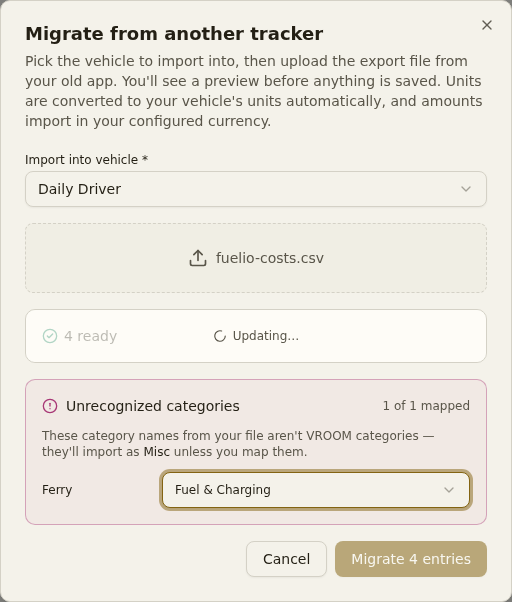 Migrate from another tracker
Pick the vehicle to import into, then upload the export file from
your old app. You'll see a preview before anything is saved. Units
are converted to your vehicle's units automatically, and amounts
import in your configured currency.
Import into vehicle *
Daily Driver
fuelio-costs.csv
4 ready
Updating...
Unrecognized categories
1 of 1 mapped
These category names from your file aren't VROOM categories —
they'll import as Misc unless you map them.
Ferry
Fuel & Charging
Cancel
Migrate 4 entries